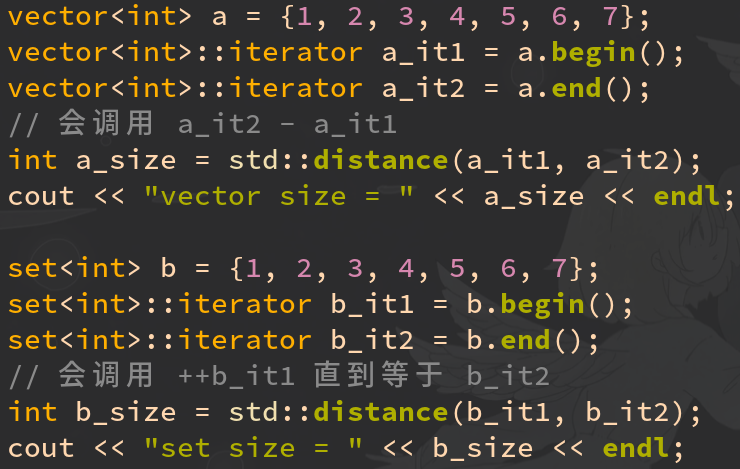 vector<int> a = {1, 2, 3, 4, 5, 6, 7};
vector<int>::iterator a_it1 = a.begin();
vector<int>::iterator a_it2 = a.end();
// 会调用 a_it2 - a_it1
int a_size = std::distance(a_it1, a_it2);
cout << "vector size = " << a_size << endl;

set<int> b = {1, 2, 3, 4, 5, 6, 7};
set<int>::iterator b_it1 = b.begin();
set<int>::iterator b_it2 = b.end();
// 会调用 ++b_it1 直到等于 b_it2
int b_size = std::distance(b_it1, b_it2);
cout << "set size = " << b_size << endl;